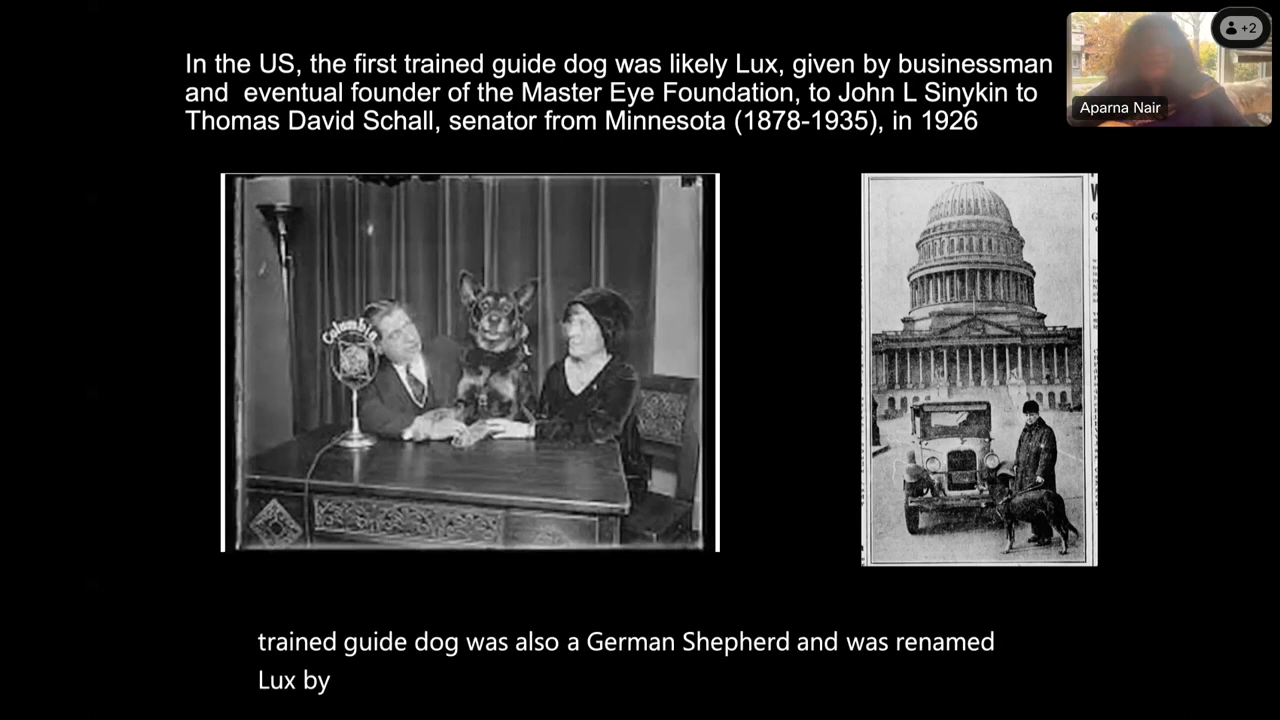 In the US, the first trained guide dog was likely Lux, given by businessman
and eventual founder of the Master Eye Foundation, to John L Sinykin to
Thomas David Schall, senator from Minnesota (1878-1935), in 1926
+2
Aparna Nair
Columbia
trained guide dog was also a German Shepherd and was renamed
Lux by